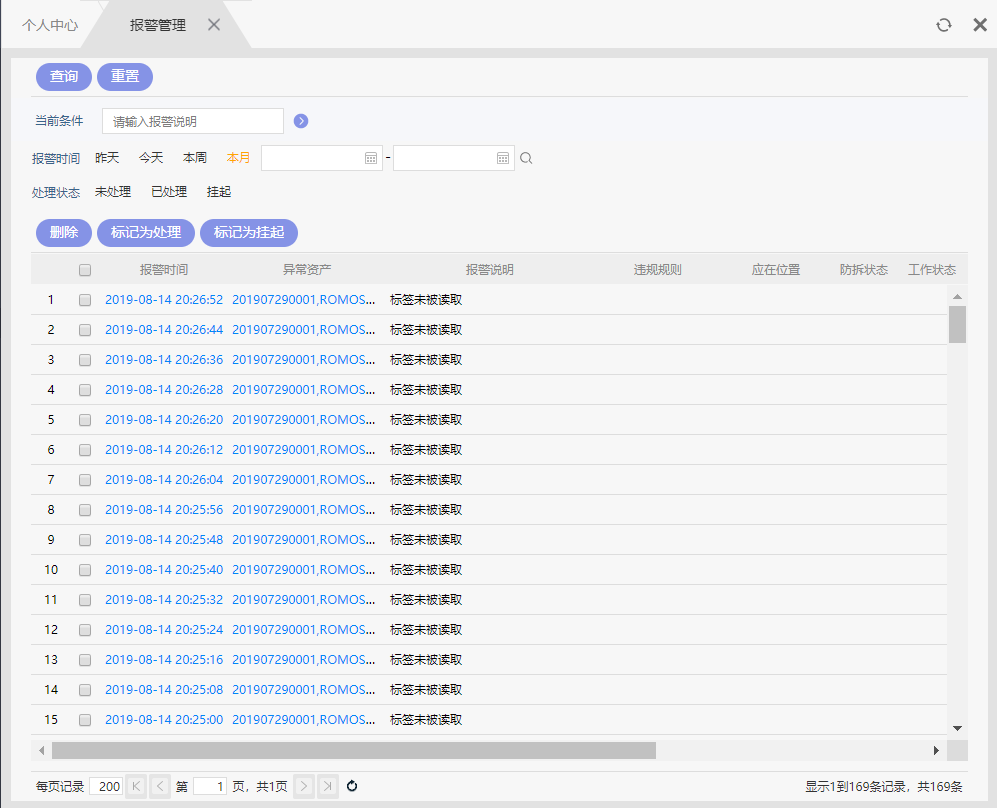 个人中心 报警管理
查询 重置
当前条件 请输入报警说明
报警时间 昨天 今天 本周 本月 -
处理状态 未处理 已处理 挂起
删除 标记为处理 标记为挂起
报警时间 异常资产 报警说明 违规规则 应在位置 防拆状态 工作状态
1 2019-08-14 20:26:52 201907290001,ROMOS... 标签未被读取
2 2019-08-14 20:26:44 201907290001,ROMOS... 标签未被读取
3 2019-08-14 20:26:36 201907290001,ROMOS... 标签未被读取
4 2019-08-14 20:26:28 201907290001,ROMOS... 标签未被读取
5 2019-08-14 20:26:20 201907290001,ROMOS... 标签未被读取
6 2019-08-14 20:26:12 201907290001,ROMOS... 标签未被读取
7 2019-08-14 20:26:04 201907290001,ROMOS... 标签未被读取
8 2019-08-14 20:25:56 201907290001,ROMOS... 标签未被读取
9 2019-08-14 20:25:48 201907290001,ROMOS... 标签未被读取
10 2019-08-14 20:25:40 201907290001,ROMOS... 标签未被读取
11 2019-08-14 20:25:32 201907290001,ROMOS... 标签未被读取
12 2019-08-14 20:25:24 201907290001,ROMOS... 标签未被读取
13 2019-08-14 20:25:16 201907290001,ROMOS... 标签未被读取
14 2019-08-14 20:25:08 201907290001,ROMOS... 标签未被读取
15 2019-08-14 20:25:00 201907290001,ROMOS... 标签未被读取
每页记录 200 第 1 页，共1页 显示1到169条记录，共169条